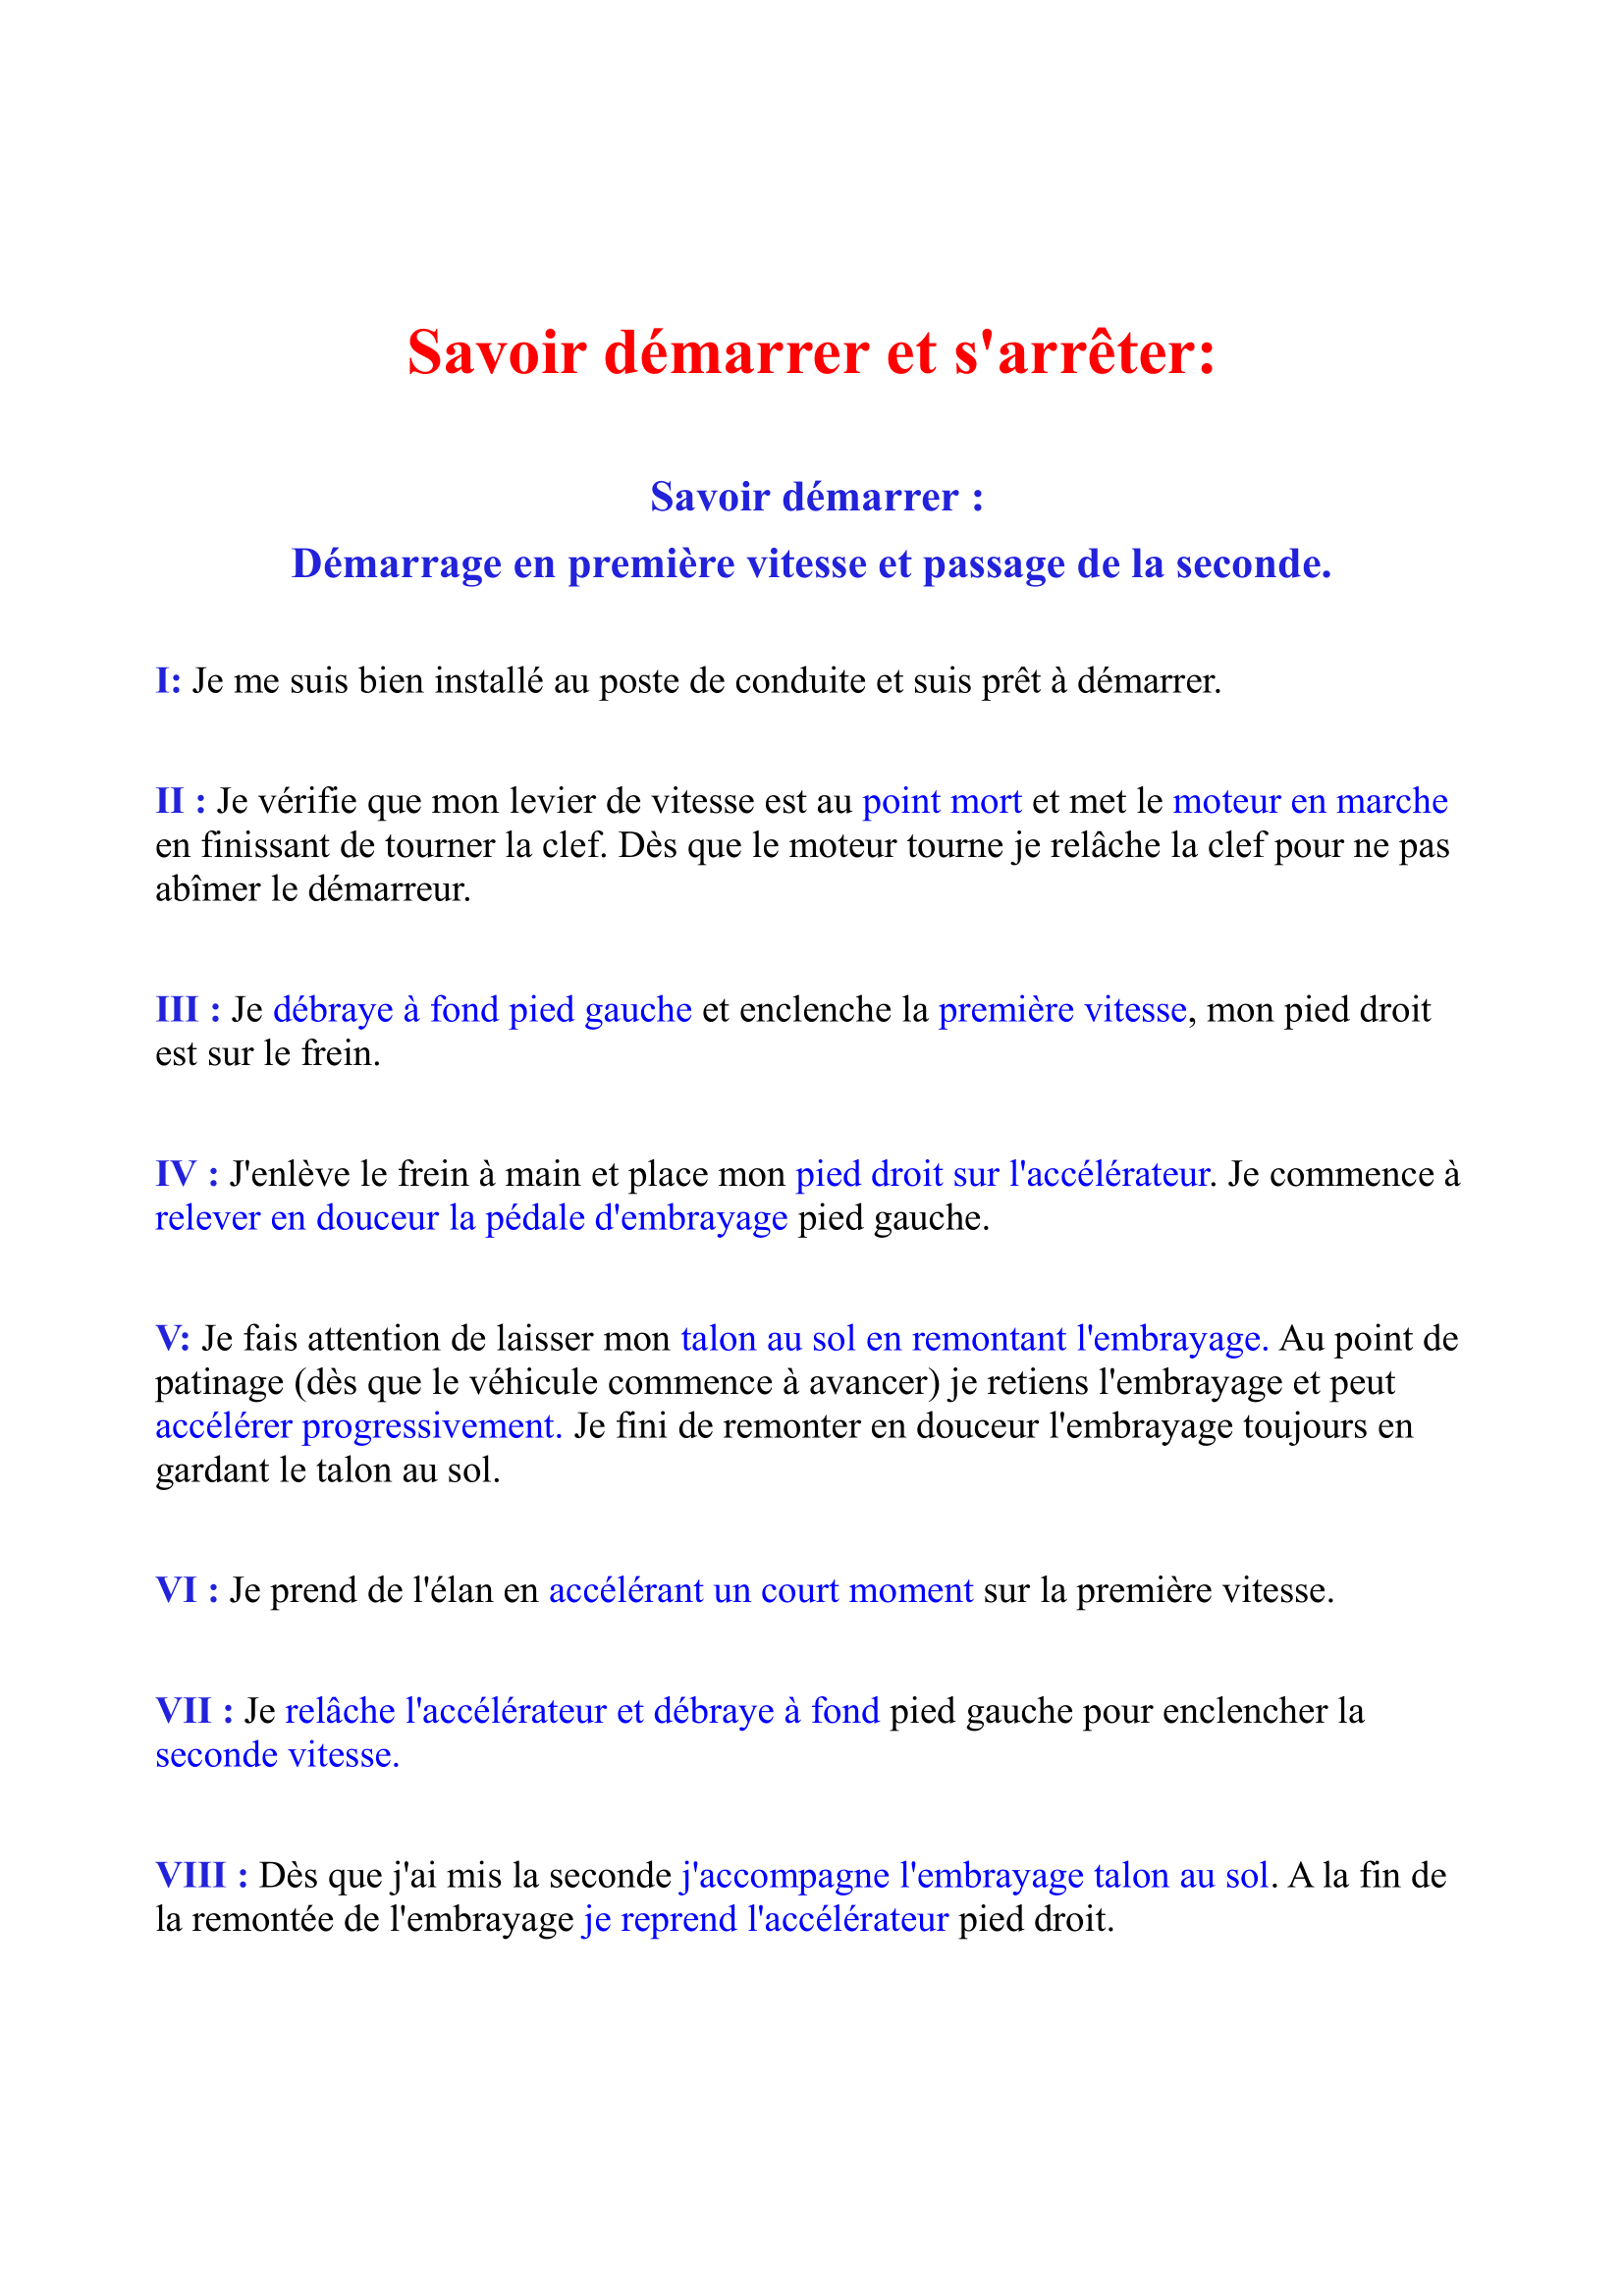 Savoir démarrer et s'arrêter:
Savoir démarrer :
Démarrage en première vitesse et passage de la seconde.
I: Je me suis bien installé au poste de conduite et suis prêt à démarrer.
II : Je vérifie que mon levier de vitesse est au point mort et met le moteur en marche
en finissant de tourner la clef. Dès que le moteur tourne je relâche la clef pour ne pas
abîmer le démarreur.
III : Je débraye à fond pied gauche et enclenche la première vitesse, mon pied droit
est sur le frein.
IV : J'enlève le frein à main et place mon pied droit sur l'accélérateur. Je commence à
relever en douceur la pédale d'embrayage pied gauche.
V: Je fais attention de laisser mon talon au sol en remontant l'embrayage. Au point de
patinage (dès que le véhicule commence à avancer) je retiens l'embrayage et peut
accélérer progressivement. Je fini de remonter en douceur l'embrayage toujours en
gardant le talon au sol.
VI : Je prend de l'élan en accélérant un court moment sur la première vitesse.
VII : Je relâche l'accélérateur et débraye à fond pied gauche pour enclencher la
seconde vitesse.
VIII : Dès que j'ai mis la seconde j'accompagne l'embrayage talon au sol. A la fin de
la remontée de l'embrayage je reprend l'accélérateur pied droit.